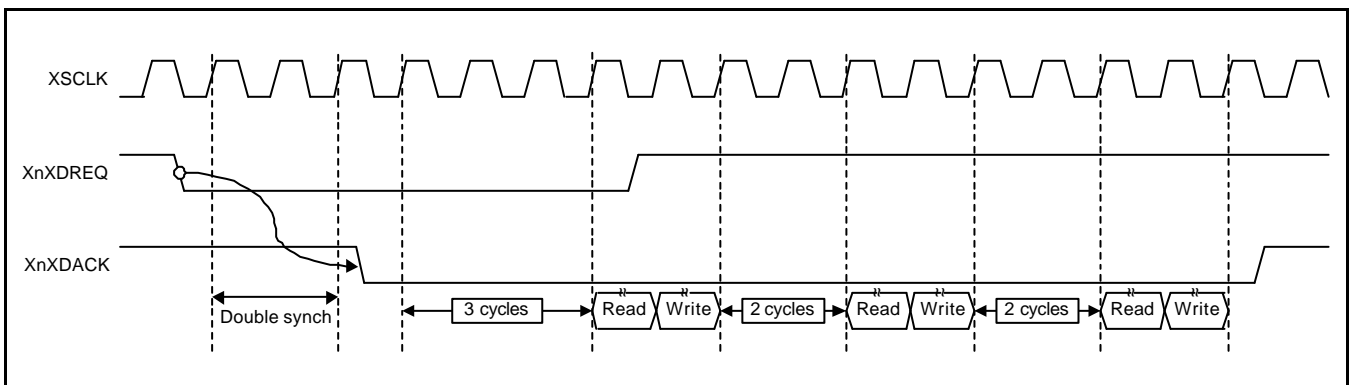 XSCLK
XnXDREQ
XnXDACK
Double synch
3 cycles
Read
Write
2 cycles
Read
Write
2 cycles
Read
Write